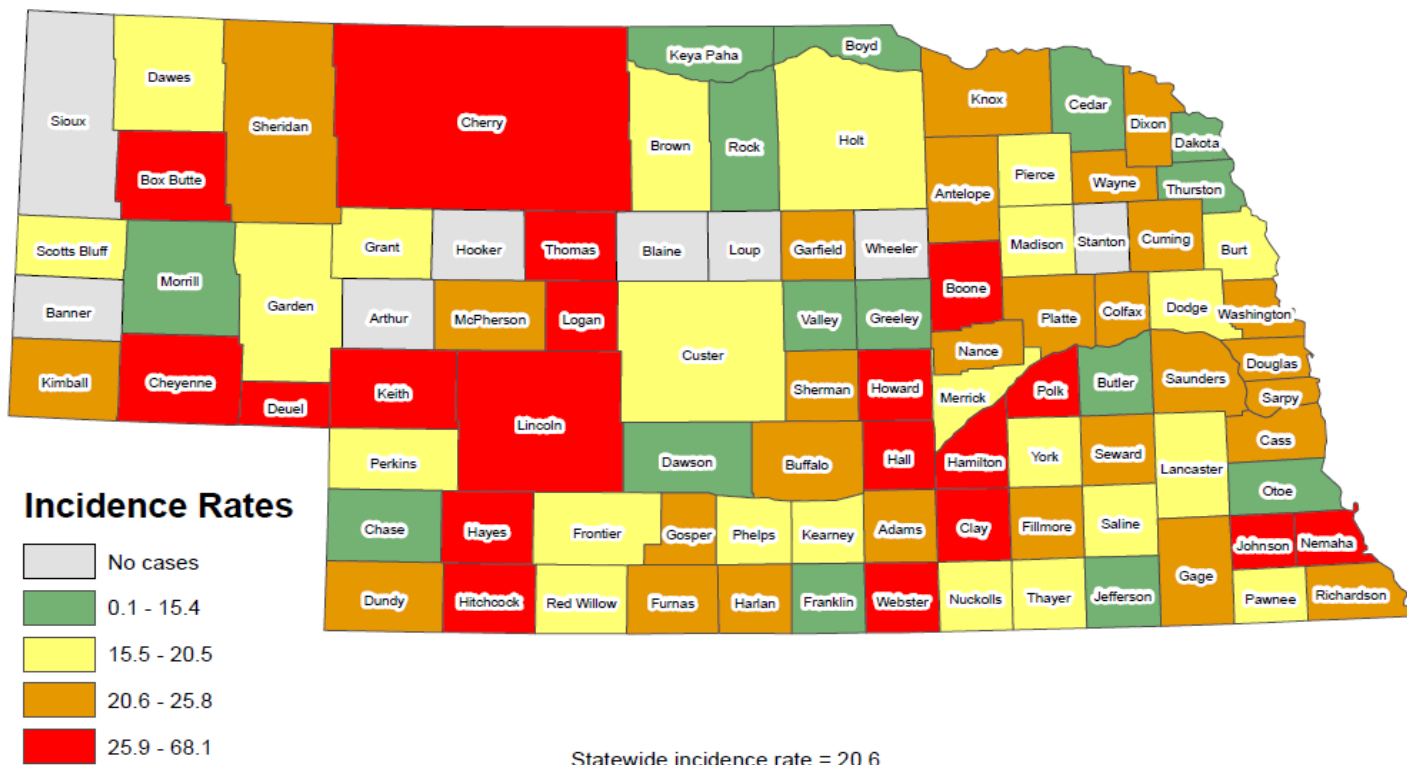 Keya Paha
Boyd
Dawes
Knox
Cedar
Sioux
Sheridan
Cherry
Dixon
Brown
Rock
Holt
Dakota
Box Butte
Pierce
Wayne
Thurston
Antelope
Scotts Bluff
Grant
Hooker
Thomas
Blaine
Loup
Garfield
Wheeler
Madison
Stanton
Cuming
Burt
Morrill
Garden
Boone
Banner
Arthur
McPherson
Logan
Valley
Greeley
Platte
Colfax
Dodge
Washington
Custer
Nance
Kimball
Cheyenne
Deuel
Keith
Lincoln
Sherman
Howard
Merrick
Polk
Butler
Saunders
Douglas
Sarpy
Perkins
Dawson
Buffalo
Hall
Hamilton
York
Seward
Lancaster
Cass
Otoe
Chase
Hayes
Frontier
Gosper
Phelps
Kearney
Adams
Clay
Fillmore
Saline
Johnson
Nemaha
Dundy
Hitchcock
Red Willow
Furnas
Harlan
Franklin
Webster
Nuckolls
Thayer
Jefferson
Gage
Pawnee
Richardson
Incidence Rates
No cases
0.1 - 15.4
15.5 - 20.5
20.6 - 25.8
25.9 - 68.1
Statewide incidence rate = 20.6